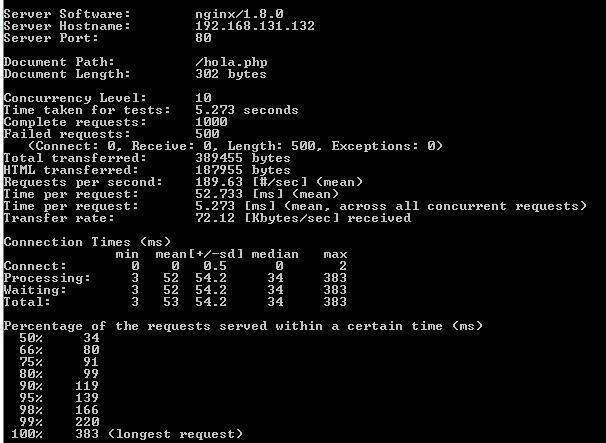 Server Software:        nginx/1.8.0
Server Hostname:        192.168.131.132
Server Port:            80
Document Path:          /hola.php
Document Length:        302 bytes
Concurrency Level:      10
Time taken for tests:   5.273 seconds
Complete requests:      1000
Failed requests:        500
   (Connect: 0, Receive: 0, Length: 500, Exceptions: 0)
Total transferred:      389455 bytes
HTML transferred:       187955 bytes
Requests per second:    189.63 [#/sec] (mean)
Time per request:       52.733 [ms] (mean)
Time per request:       5.273 [ms] (mean, across all concurrent requests)
Transfer rate:          72.12 [Kbytes/sec] received
Connection Times (ms)
              min  mean[+/-sd] median   max
Connect:        0    0   0.5      0       2
Processing:     3   52  54.2     34     383
Waiting:        3   52  54.2     34     383
Total:          3   53  54.2     34     383
Percentage of the requests served within a certain time (ms)
  50%     34
  66%     80
  75%     91
  80%     99
  90%    119
  95%    139
  98%    166
  99%    220
 100%    383 (longest request)